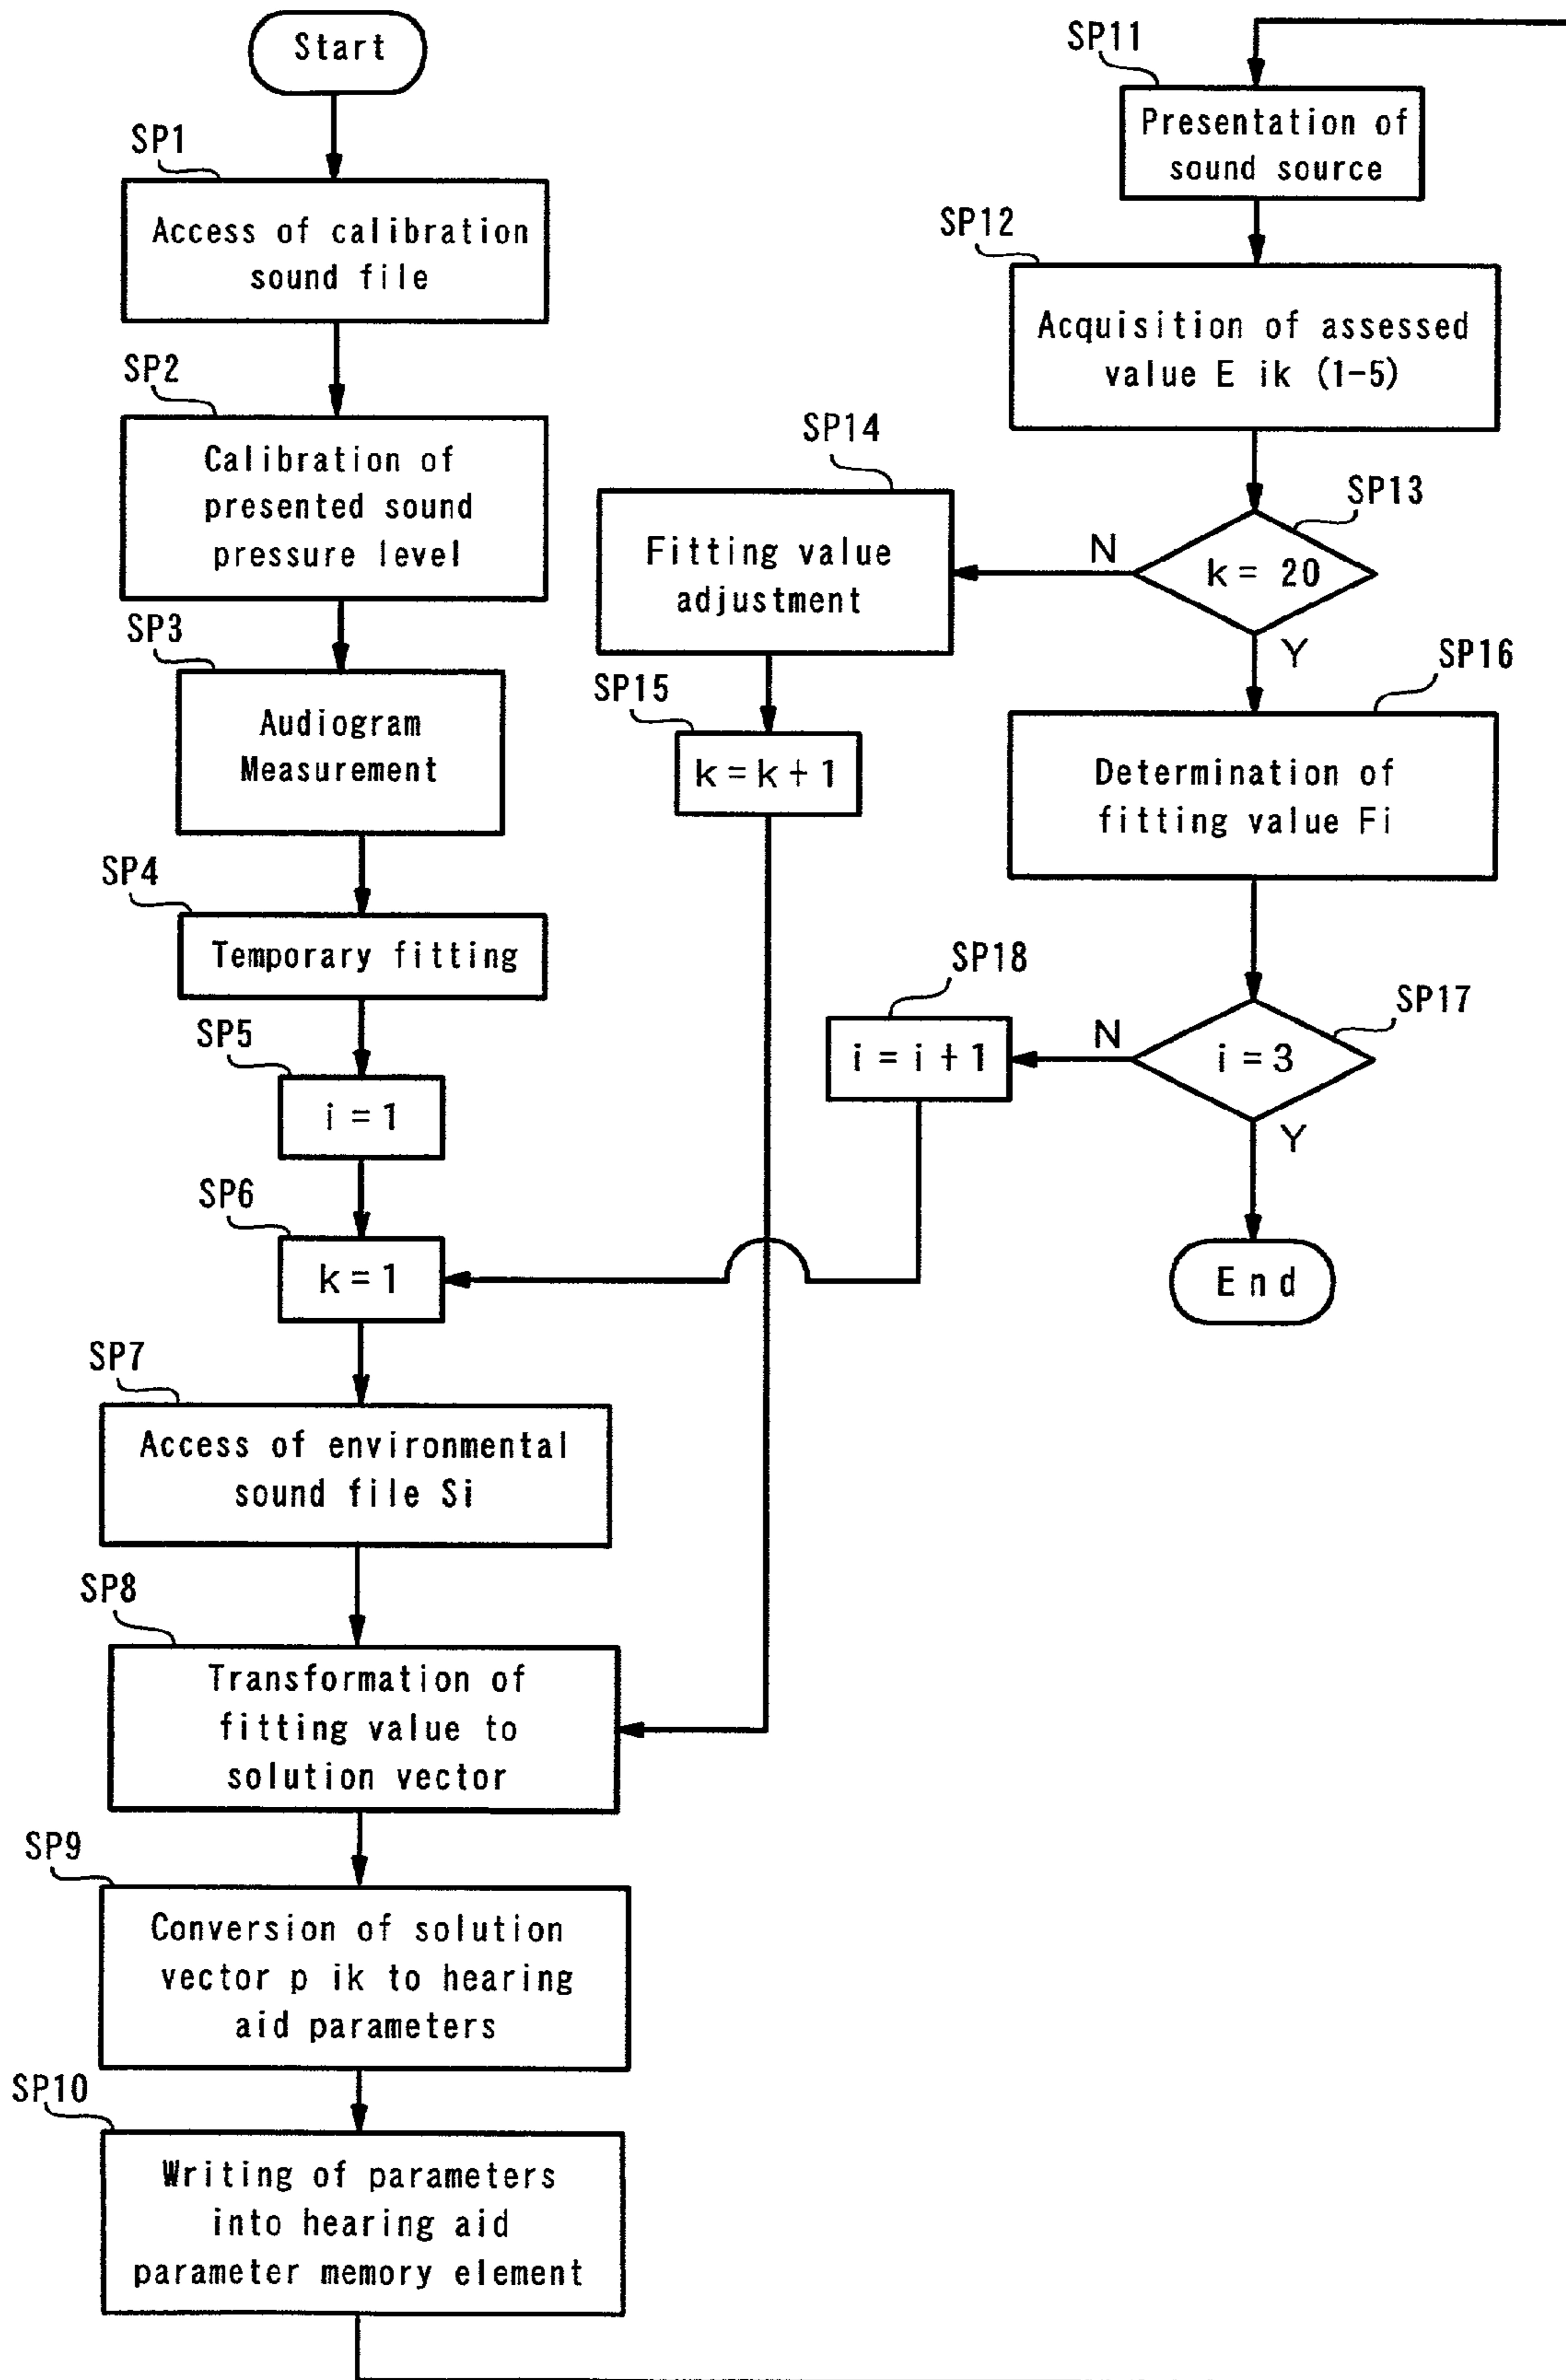 Start
SP1
Access of calibration
sound file
SP2
Calibration of
presented sound
pressure level
SP3
Audiogram
Measurement
SP4
Temporary fitting
SP5
i = 1
SP6
k = 1
SP7
Access of environmental
sound file Si
SP8
Transformation of
fitting value to
solution vector
SP9
Conversion of solution
vector p ik to hearing
aid parameters
SP10
Writing of parameters
into hearing aid
parameter memory element
SP11
Presentation of
sound source
SP12
Acquisition of assessed
value E ik (1-5)
SP13
k = 20
N
Y
SP14
Fitting value
adjustment
SP15
k = k + 1
SP16
Determination of
fitting value Fi
SP17
i = 3
N
Y
SP18
i = i + 1
End